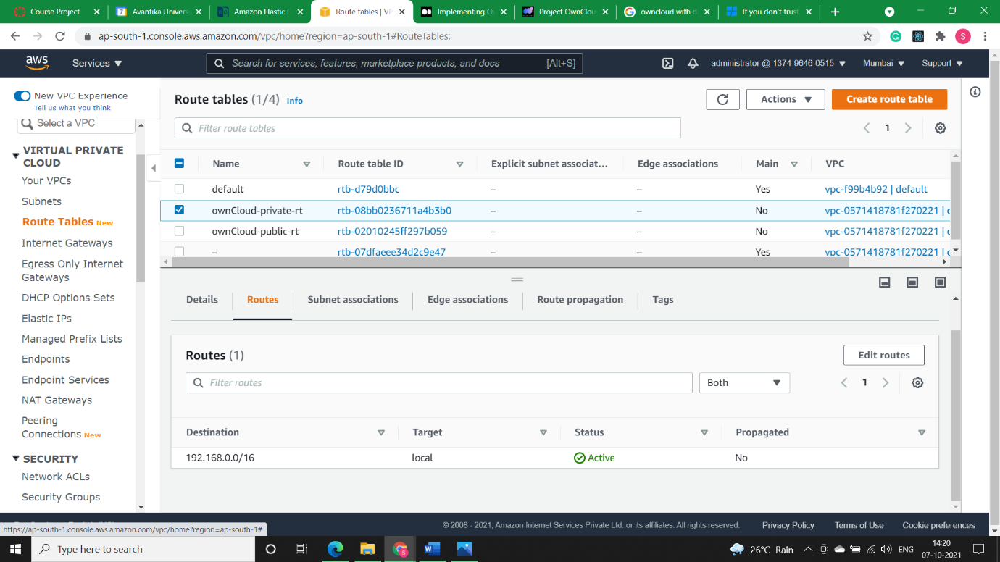 Course Project
Avantika Univers
Amazon Elastic F
Route tables | VP
Implementing O
Project OwnClou
owncloud with d
If you don't trust
ap-south-1.console.aws.amazon.com/vpc/home?region=ap-south-1#RouteTables:
S
aws
Services
Search for services, features, marketplace products, and docs
[Alt+S]
administrator @ 1374-9646-0515
Mumbai
Support
New VPC Experience
Tell us what you think
Select a VPC
VIRTUAL PRIVATE
CLOUD
Your VPCs
Subnets
Route Tables New
Internet Gateways
Egress Only Internet
Gateways
DHCP Options Sets
Elastic IPs
Managed Prefix Lists
Endpoints
Endpoint Services
NAT Gateways
Peering
Connections New
SECURITY
Network ACLs
Security Groups
Route tables (1/4) Info
Actions
Create route table
Filter route tables
1
Name Route table ID Explicit subnet associat... Edge associations Main VPC
default rtb-d79d0bbc – – Yes vpc-f99b4b92 | default
ownCloud-private-rt rtb-08bb0236711a4b3b0 – – No vpc-0571418781f270221 |
ownCloud-public-rt rtb-02010245ff297b059 – – No vpc-0571418781f270221 |
– rtb-07dfaeee34d2c9e47 – – Yes vpc-0571418781f270221 |
Details Routes Subnet associations Edge associations Route propagation Tags
Routes (1)
Edit routes
Filter routes
Both
1
Destination Target Status Propagated
192.168.0.0/16 local Active No
© 2008 - 2021, Amazon Internet Services Private Ltd. or its affiliates. All rights reserved. Privacy Policy Terms of Use Cookie preferences
https://ap-south-1.console.aws.amazon.com/vpc/home?region=ap-south-1#
Type here to search
26°C Rain
ENG
14:20
07-10-2021